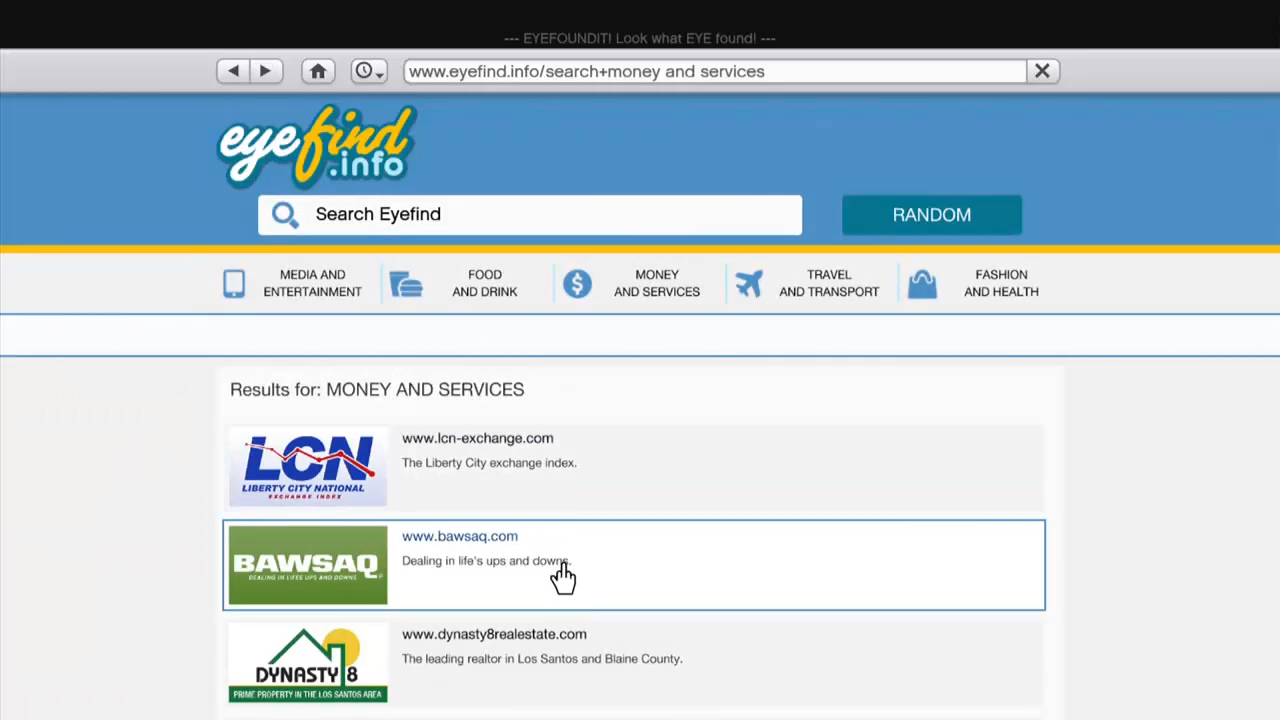 --- EYEFOUNDIT! Look what EYE found! ---
www.eyefind.info/search+money and services
eyefind
.info
Search Eyefind
RANDOM
MEDIA AND
ENTERTAINMENT
FOOD
AND DRINK
MONEY
AND SERVICES
TRAVEL
AND TRANSPORT
FASHION
AND HEALTH
Results for: MONEY AND SERVICES
LCN
LIBERTY CITY NATIONAL
EXCHANGE INDEX
www.lcn-exchange.com
The Liberty City exchange index.
BAWSAQ
DEALING IN LIFES UPS AND DOWNS
www.bawsaq.com
Dealing in life's ups and downs.
DYNASTY 8
PRIME PROPERTY IN THE LOS SANTOS AREA
www.dynasty8realestate.com
The leading realtor in Los Santos and Blaine County.